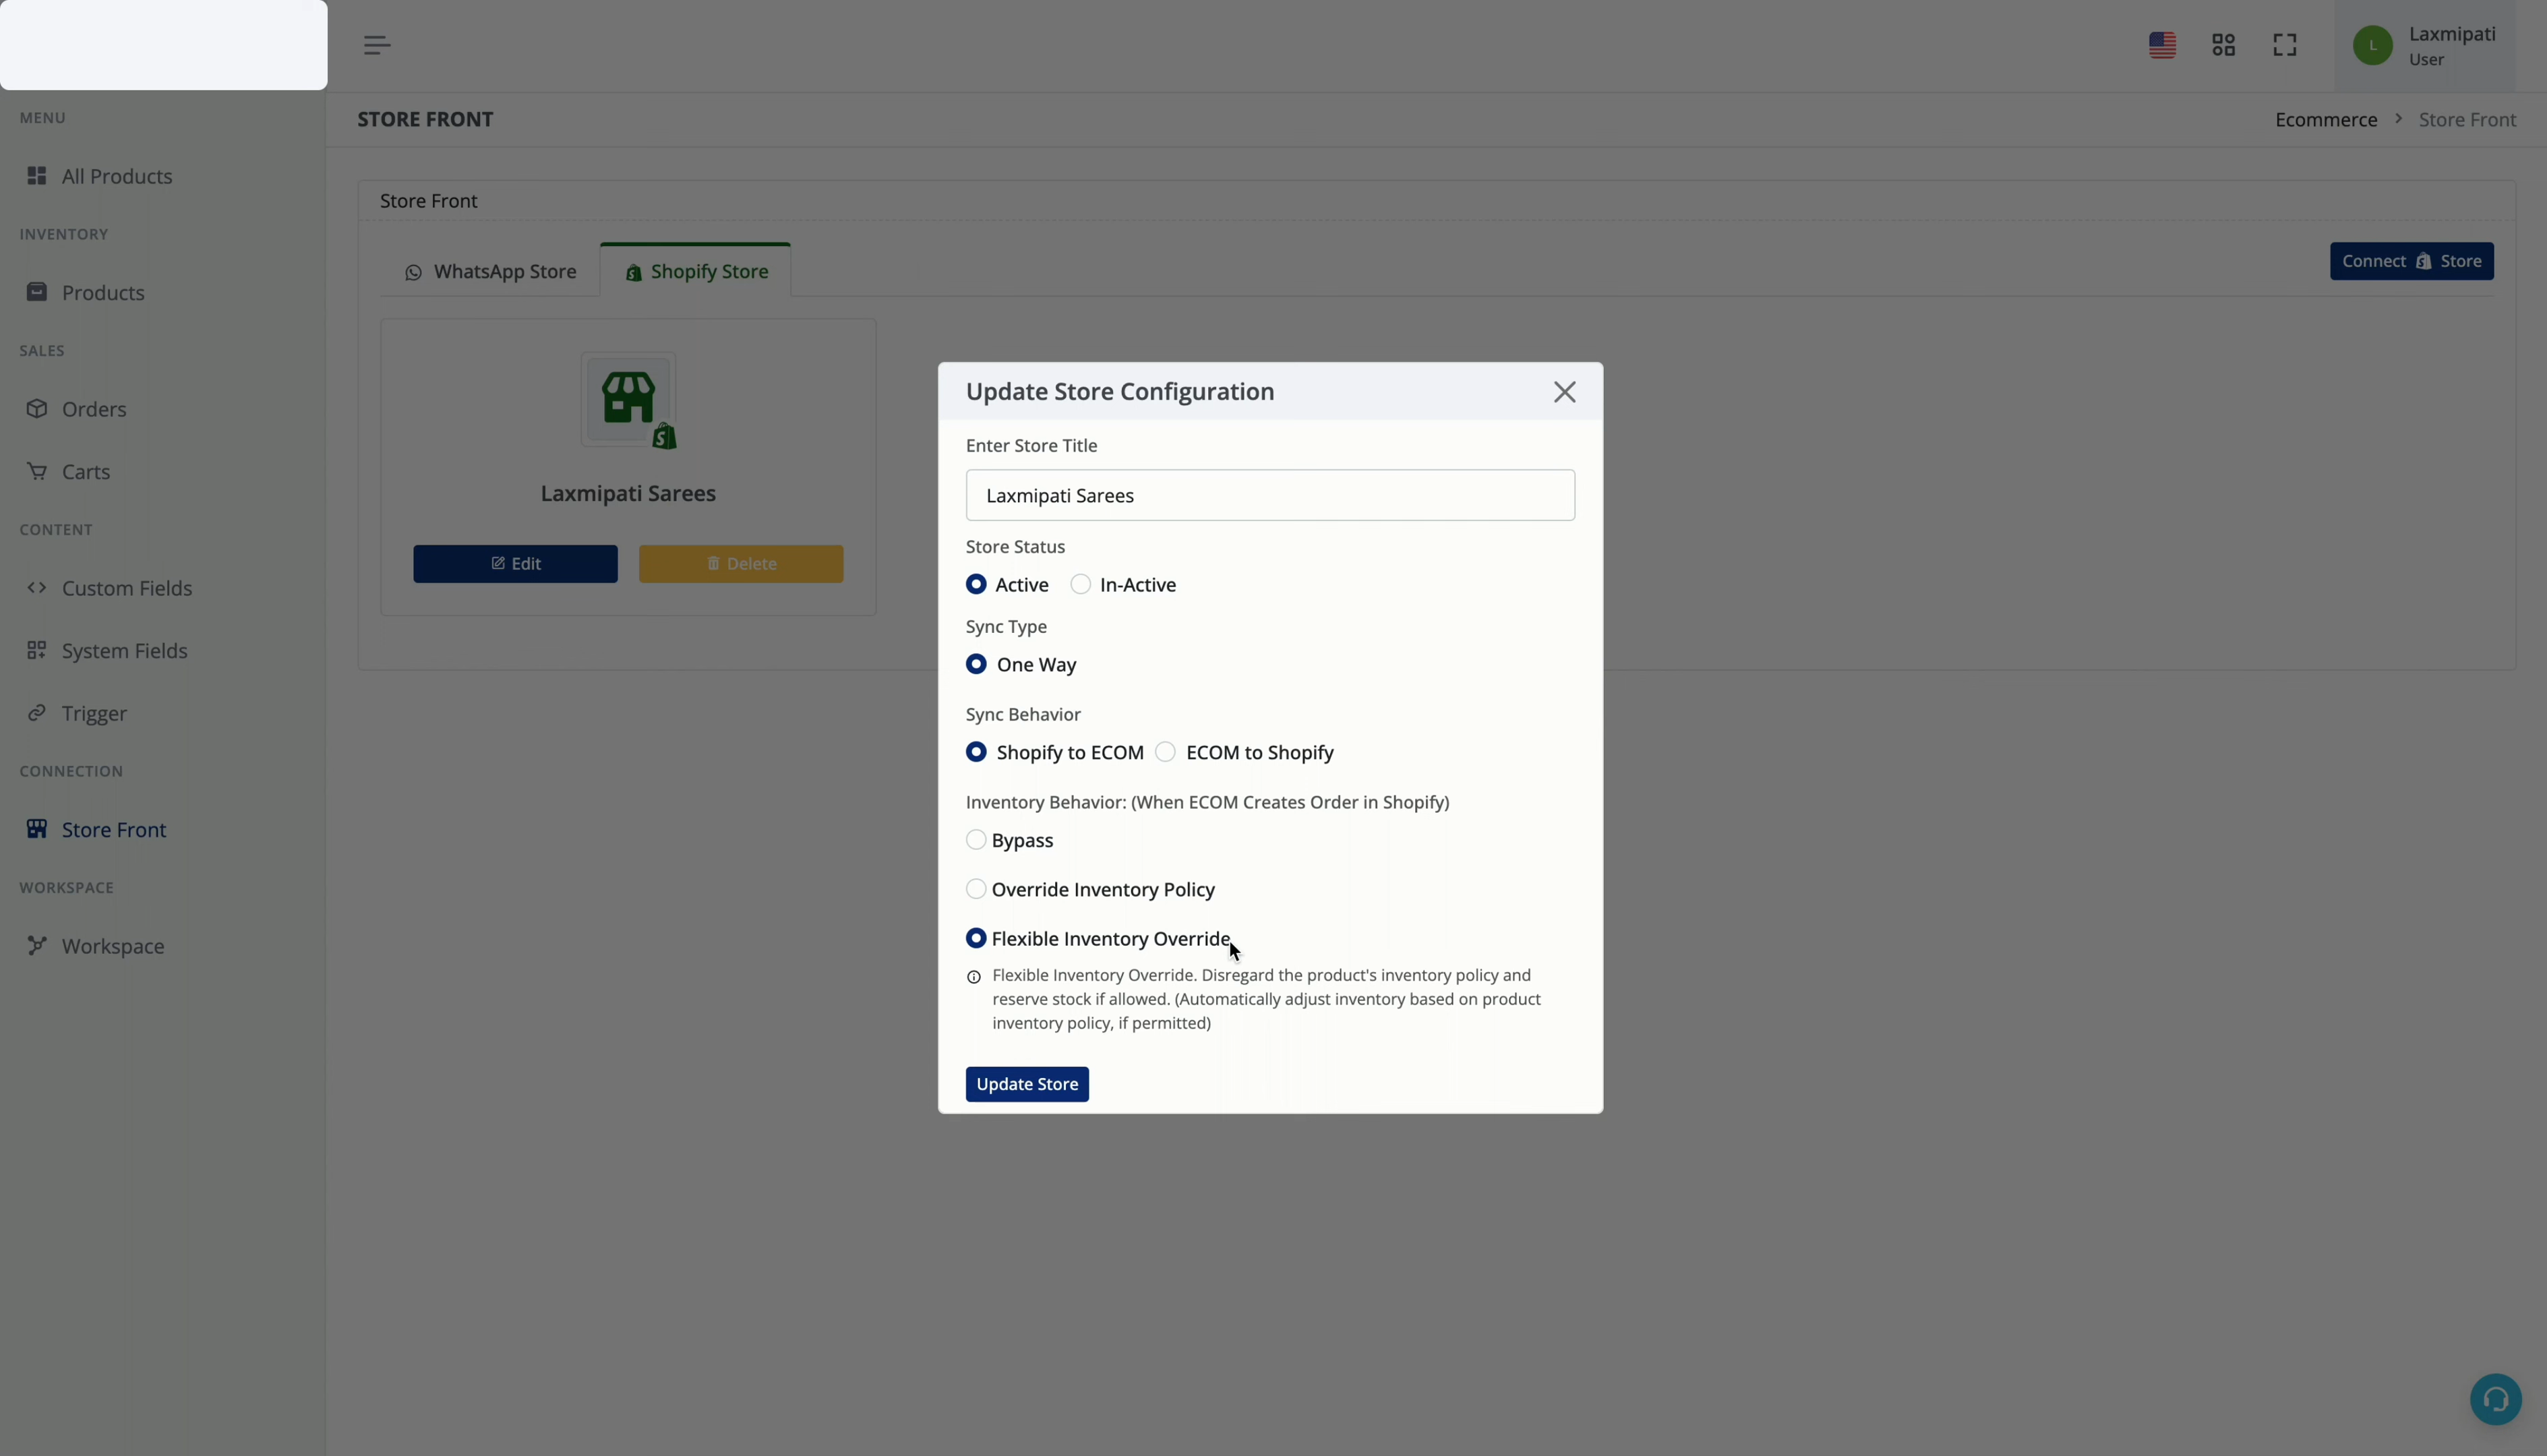 L
Laxmipati
User
MENU
STORE FRONT
Ecommerce > Store Front
All Products
INVENTORY
Products
SALES
Orders
Carts
CONTENT
Custom Fields
System Fields
Trigger
CONNECTION
Store Front
WORKSPACE
Workspace
Store Front
WhatsApp Store
Shopify Store
Connect Store
Laxmipati Sarees
Edit
Delete
Update Store Configuration
Enter Store Title
Laxmipati Sarees
Store Status
Active In-Active
Sync Type
One Way
Sync Behavior
Shopify to ECOM ECOM to Shopify
Inventory Behavior: (When ECOM Creates Order in Shopify)
Bypass
Override Inventory Policy
Flexible Inventory Override
Flexible Inventory Override. Disregard the product's inventory policy and
reserve stock if allowed. (Automatically adjust inventory based on product
inventory policy, if permitted)
Update Store